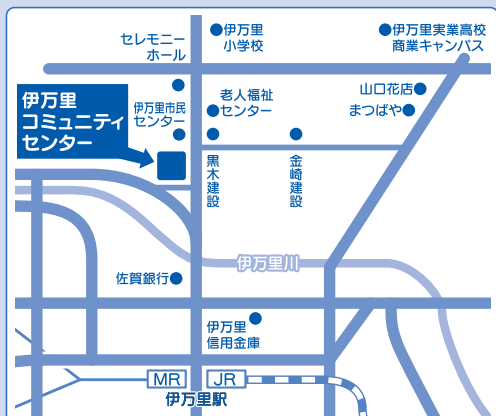 セレモニー
ホール
伊万里
小学校
伊万里実業高校
商業キャンパス
伊万里
コミュニティ
センター
伊万里市民
センター
老人福祉
センター
山口花店
まつばや
黒木建設
金崎建設
伊万里川
佐賀銀行
伊万里
信用金庫
MR
JR
伊万里駅